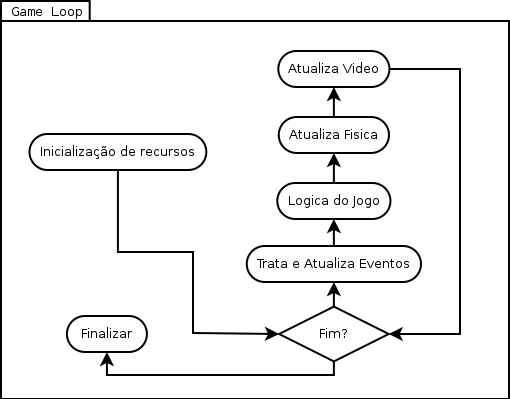 Game Loop
Atualiza Video
Atualiza Fisica
Inicialização de recursos
Logica do Jogo
Trata e Atualiza Eventos
Finalizar
Fim?